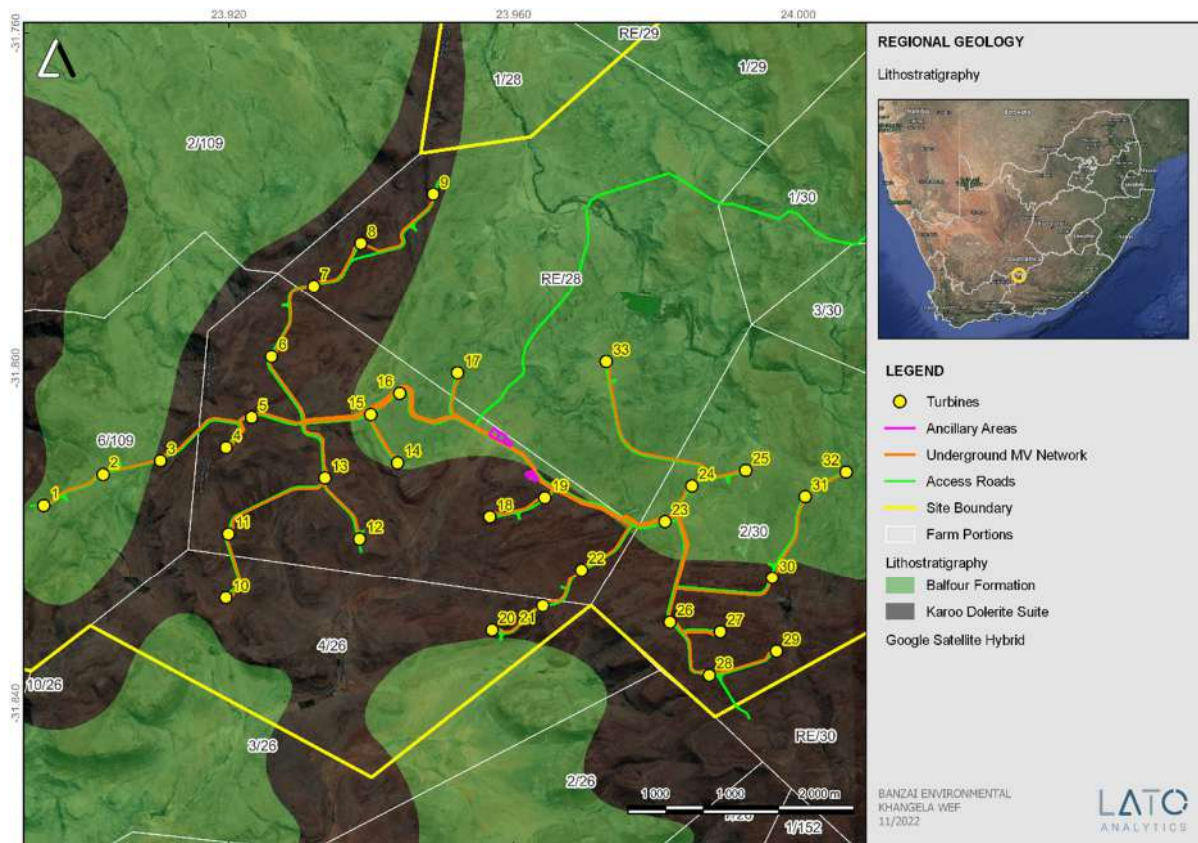 23.920
23.960
24.000
-31.760
-31.800
-31.840
RE/29
1/28
1/29
2/109
9
1/30
8
RE/28
7
3/30
6
33
17
16
5
15
6/109
4
14
3
2
13
25
32
24
1
19
31
18
11
23
12
2/30
22
30
10
20
21
26
27
4/26
29
28
10/26
3/26
RE/30
2/26
1 000
1 000
2 000 m
1/152
REGIONAL GEOLOGY
Lithostratigraphy
LEGEND
Turbines
Ancillary Areas
Underground MV Network
Access Roads
Site Boundary
Farm Portions
Lithostratigraphy
Balfour Formation
Karoo Dolerite Suite
Google Satellite Hybrid
BANZAI ENVIRONMENTAL
KHANGELA WEF
11/2022
LATO
ANALYTICS